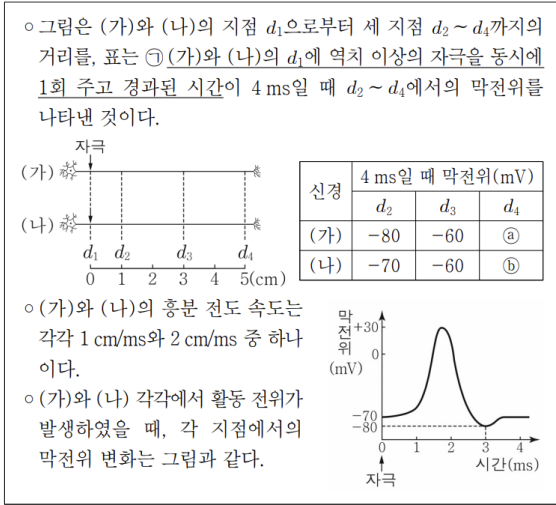 ○ 그림은 (가)와 (나)의 지점 d₁으로부터 세 지점 d₂~d₄까지의
거리를, 표는 ㉠ (가)와 (나)의 d₁에 역치 이상의 자극을 동시에
1회 주고 경과된 시간이 4 ms일 때 d₂~d₄에서의 막전위를
나타낸 것이다.
자극
(가)
(나)
d₁ d₂ d₃ d₄
0 1 2 3 4 5(cm)
신경 4 ms일 때 막전위(mV)
d₂ d₃ d₄
(가) -80 -60 ⓐ
(나) -70 -60 ⓑ
○ (가)와 (나)의 흥분 전도 속도는
각각 1 cm/ms와 2 cm/ms 중 하나
이다.
○ (가)와 (나) 각각에서 활동 전위가
발생하였을 때, 각 지점에서의
막전위 변화는 그림과 같다.
막전위
(mV)
+30
0
-70
-80
0 1 2 3 4
시간(ms)
자극